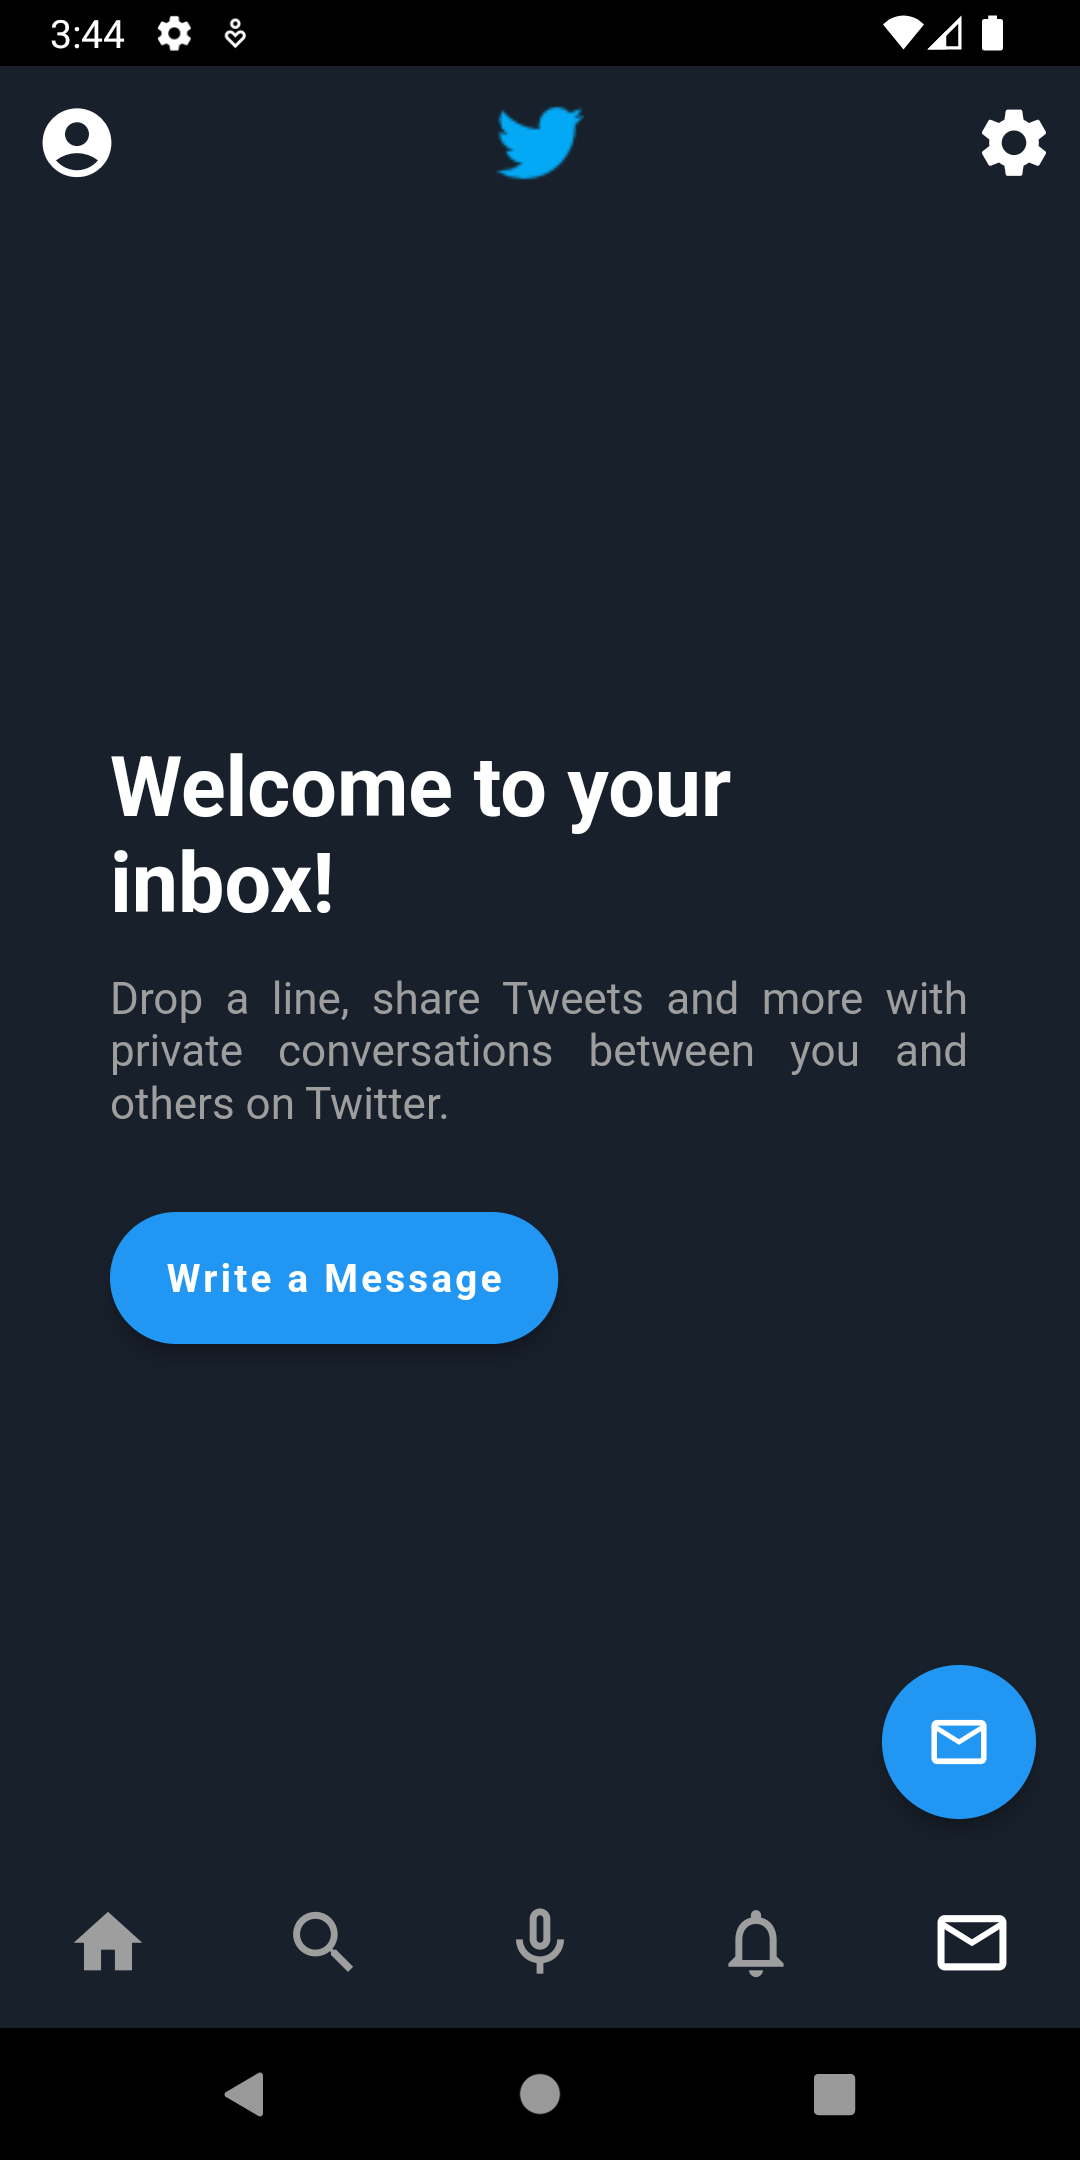 3:44
Welcome to your
inbox!
Drop a line, share Tweets and more with
private conversations between you and
others on Twitter.
Write a Message